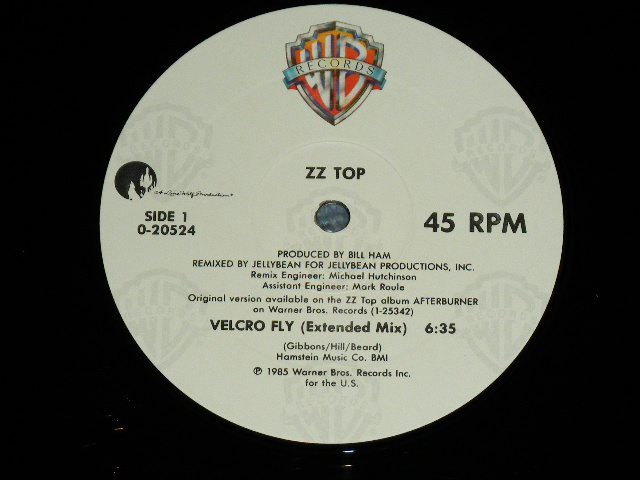 WB
RECORDS
ZZ TOP
A Lone Wolf Production
SIDE 1
0-20524
45 RPM
PRODUCED BY BILL HAM
REMIXED BY JELLYBEAN FOR JELLYBEAN PRODUCTIONS, INC.
Remix Engineer: Michael Hutchinson
Assistant Engineer: Mark Roule
Original version available on the ZZ Top album AFTERBURNER
on Warner Bros. Records (1-25342)
VELCRO FLY (Extended Mix) 6:35
(Gibbons/Hill/Beard)
Hamstein Music Co. BMI
℗ 1985 Warner Bros. Records Inc.
for the U.S.